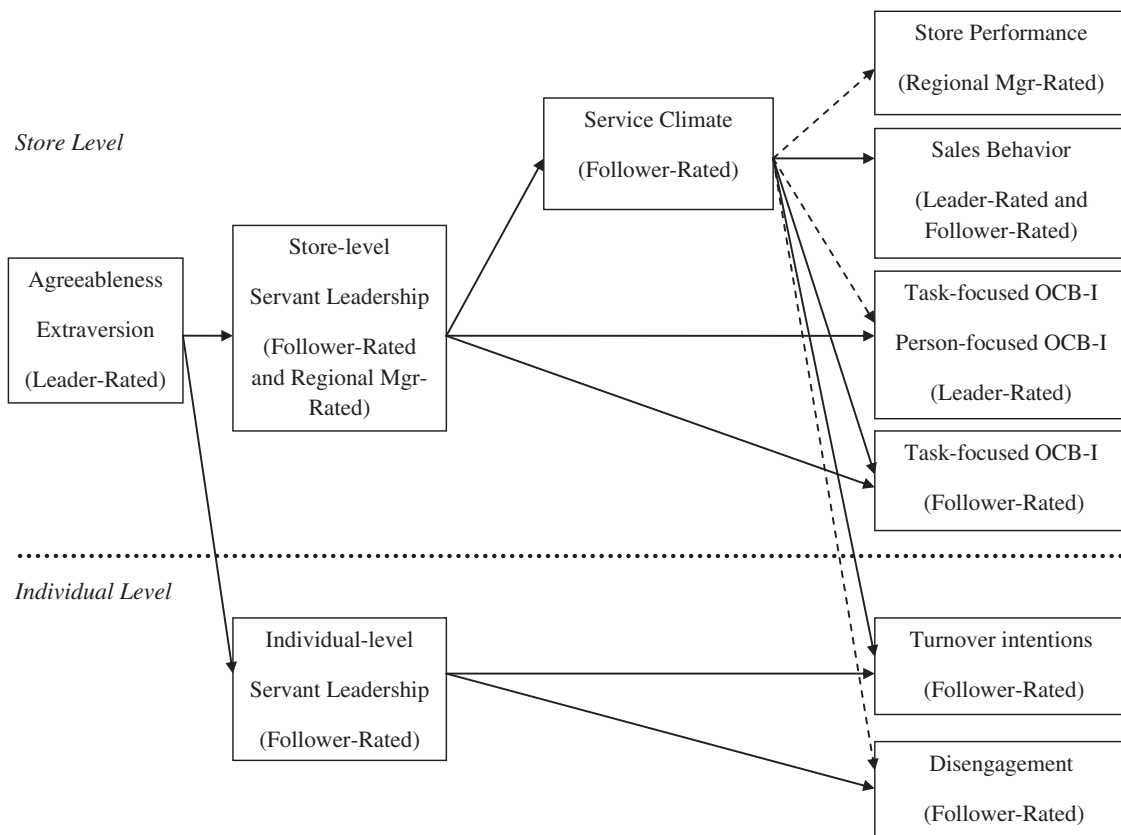 Store Performance
(Regional Mgr-Rated)
Store Level
Service Climate
(Follower-Rated)
Sales Behavior
(Leader-Rated and
Follower-Rated)
Agreeableness
Extraversion
(Leader-Rated)
Store-level
Servant Leadership
(Follower-Rated
and Regional Mgr-
Rated)
Task-focused OCB-I
Person-focused OCB-I
(Leader-Rated)
Task-focused OCB-I
(Follower-Rated)
Individual Level
Individual-level
Servant Leadership
(Follower-Rated)
Turnover intentions
(Follower-Rated)
Disengagement
(Follower-Rated)